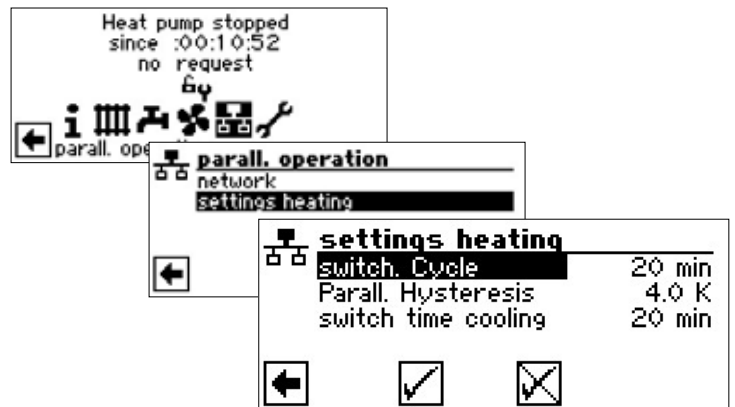 Heat pump stopped
since :00:10:52
no request
parall. ope
parall. operation
network
settings heating
settings heating
switch. Cycle 20 min
Parall. Hysteresis 4.0 K
switch time cooling 20 min